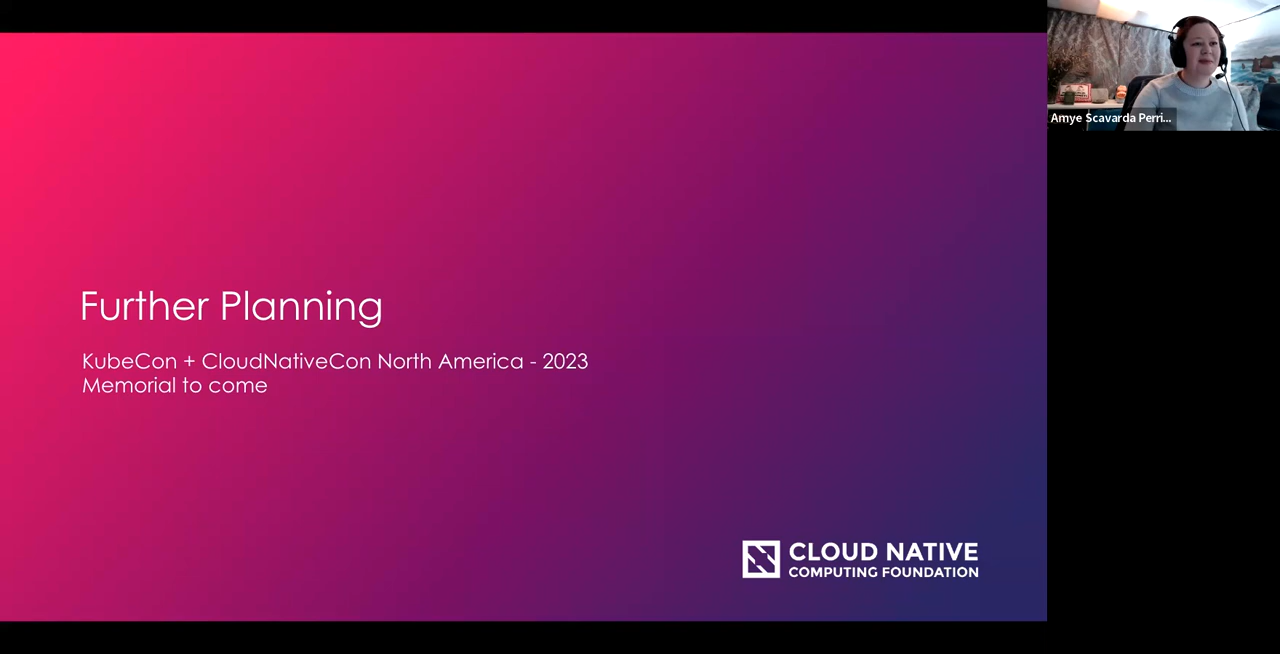 Further Planning
KubeCon + CloudNativeCon North America - 2023
Memorial to come
CLOUD NATIVE
COMPUTING FOUNDATION
Amye Scavarda Perri...